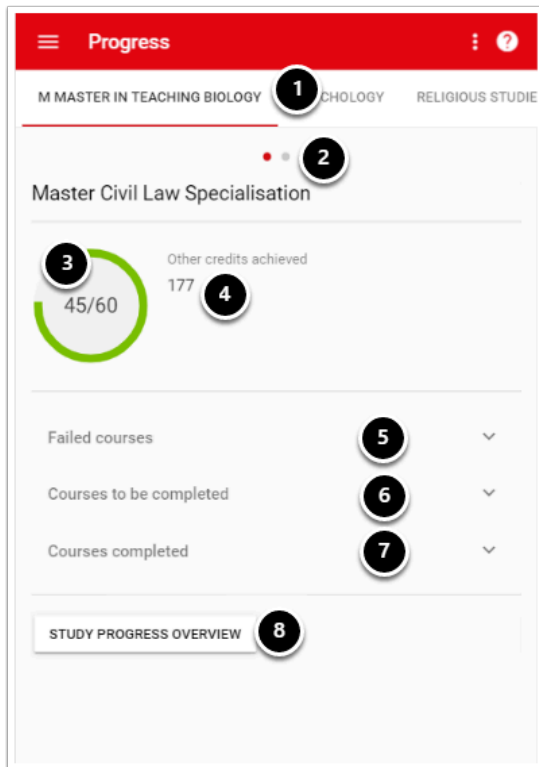 Progress ?
M MASTER IN TEACHING BIOLOGY 1 CHOLOGY RELIGIOUS STUDIE
2
Master Civil Law Specialisation
3
Other credits achieved
177 4
45/60
Failed courses 5
Courses to be completed 6
Courses completed 7
STUDY PROGRESS OVERVIEW 8